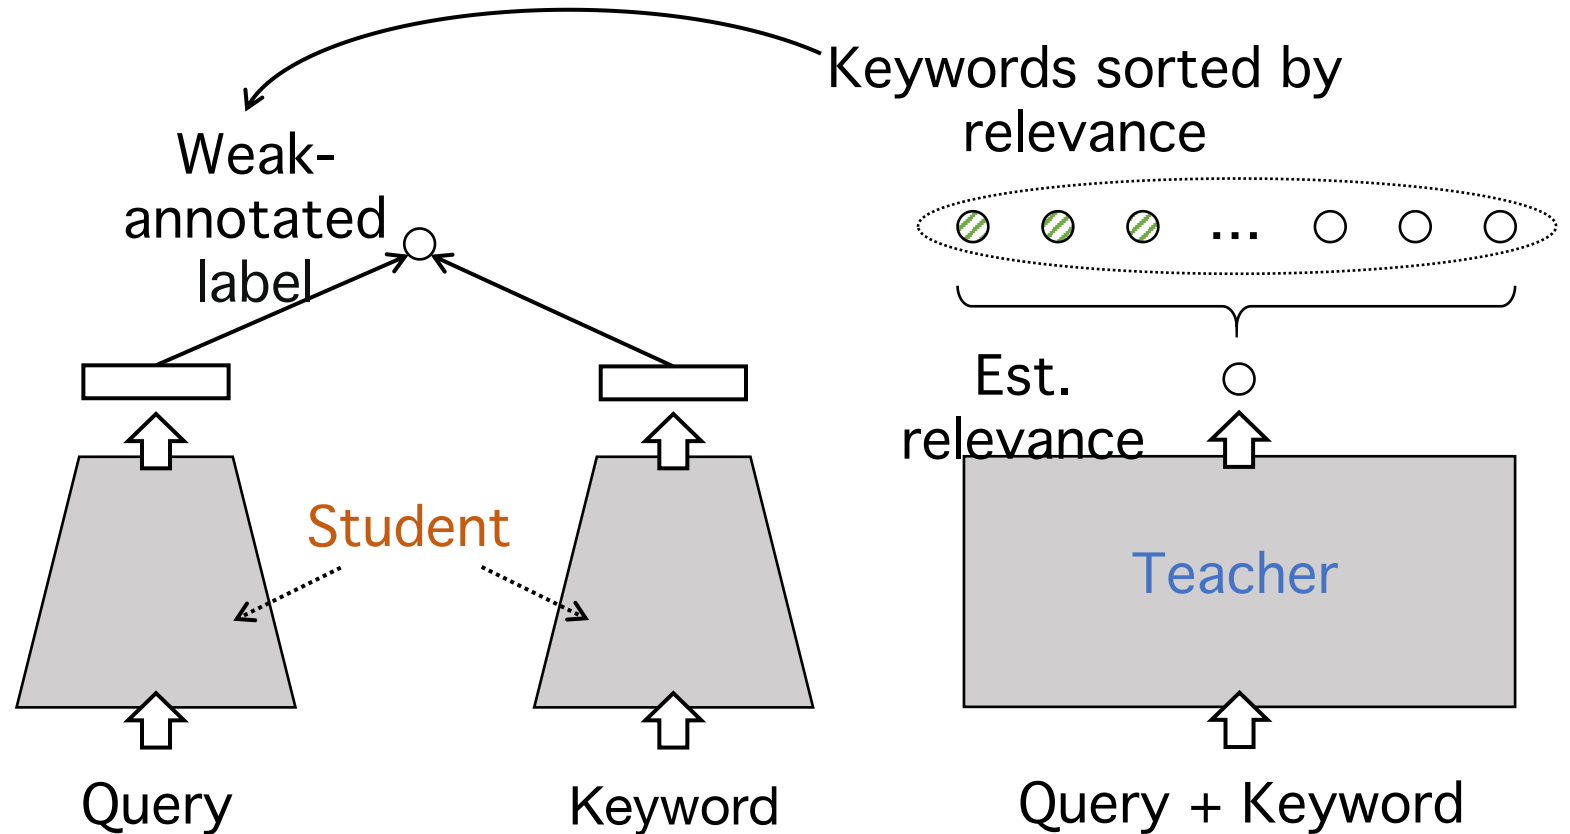 Keywords sorted by
relevance
Weak-
annotated
label
...
Est.
relevance
Student
Teacher
Query
Keyword
Query + Keyword